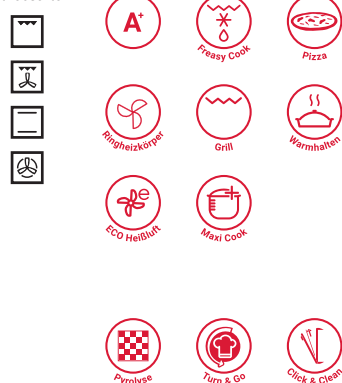 A+
Freasy Cook
Pizza
Ringheizkörper
Grill
Warmhalten
ECO Heißluft
Maxi Cook
Pyrolyse
Turn & Go
Click & Clean